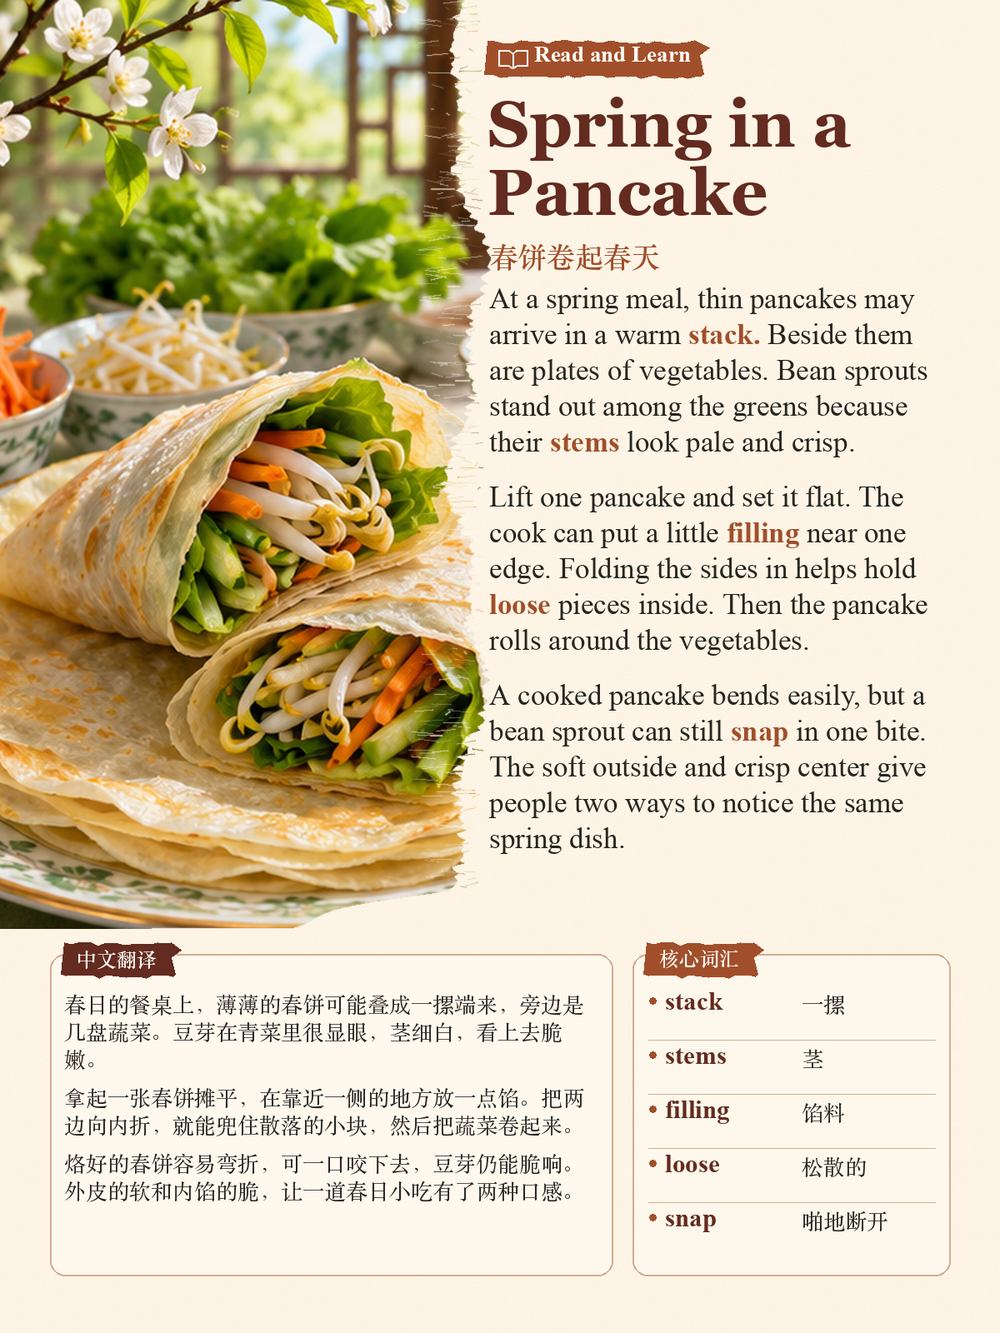 Read and Learn
Spring in a
Pancake
春饼卷起春天
At a spring meal, thin pancakes may
arrive in a warm stack. Beside them
are plates of vegetables. Bean sprouts
stand out among the greens because
their stems look pale and crisp.
Lift one pancake and set it flat. The
cook can put a little filling near one
edge. Folding the sides in helps hold
loose pieces inside. Then the pancake
rolls around the vegetables.
A cooked pancake bends easily, but a
bean sprout can still snap in one bite.
The soft outside and crisp center give
people two ways to notice the same
spring dish.
中文翻译
春日的餐桌上，薄薄的春饼可能叠成一摞端来，旁边是
几盘蔬菜。豆芽在青菜里很显眼，茎细白，看上去脆
嫩。
拿起一张春饼摊平，在靠近一侧的地方放一点馅。把两
边向内折，就能兜住散落的小块，然后把蔬菜卷起来。
烙好的春饼容易弯折，可一口咬下去，豆芽仍能脆响。
外皮的软和内馅的脆，让一道春日小吃有了两种口感。
核心词汇
• stack 一摞
• stems 茎
• filling 馅料
• loose 松散的
• snap 啪地断开